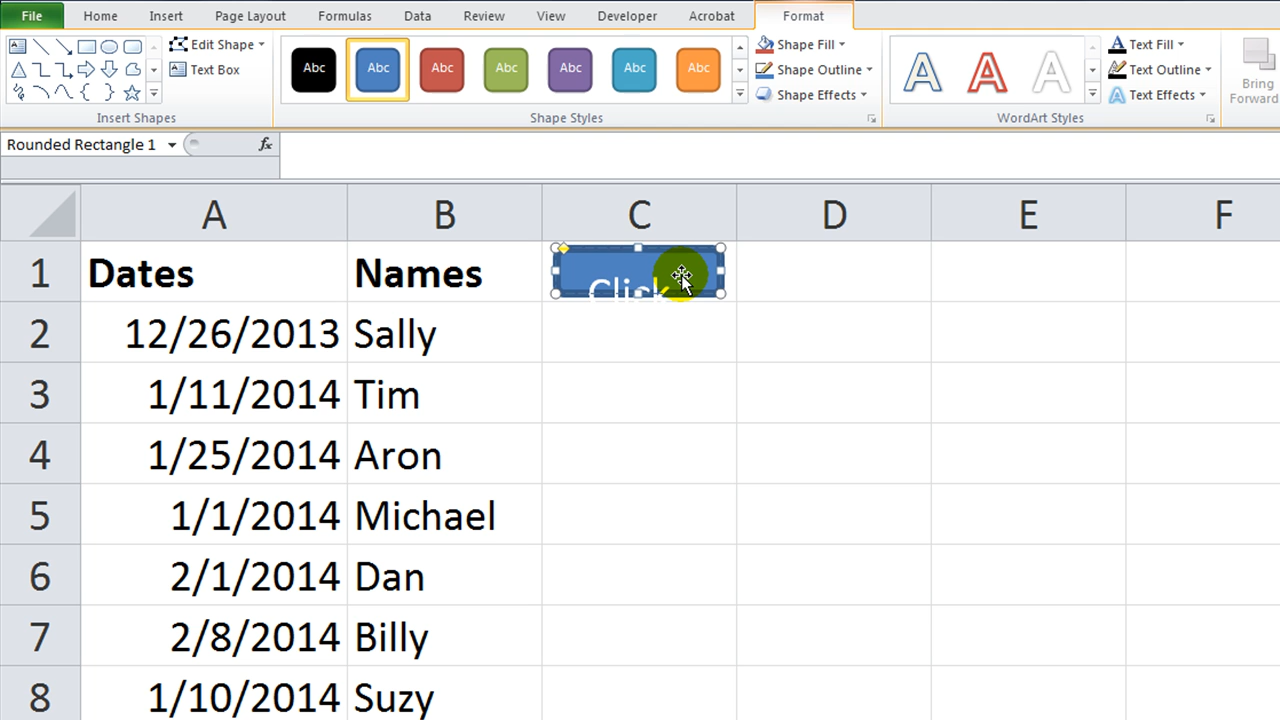 File Home Insert Page Layout Formulas Data Review View Developer Acrobat Format
Edit Shape
Text Box
Insert Shapes
Abc Abc Abc Abc Abc Abc Abc
Shape Styles
Shape Fill
Shape Outline
Shape Effects
A A A
WordArt Styles
Text Fill
Text Outline
Text Effects
Bring
Forward
Rounded Rectangle 1 fx
A B C D E F
1 Dates Names Click
2 12/26/2013 Sally
3 1/11/2014 Tim
4 1/25/2014 Aron
5 1/1/2014 Michael
6 2/1/2014 Dan
7 2/8/2014 Billy
8 1/10/2014 Suzy